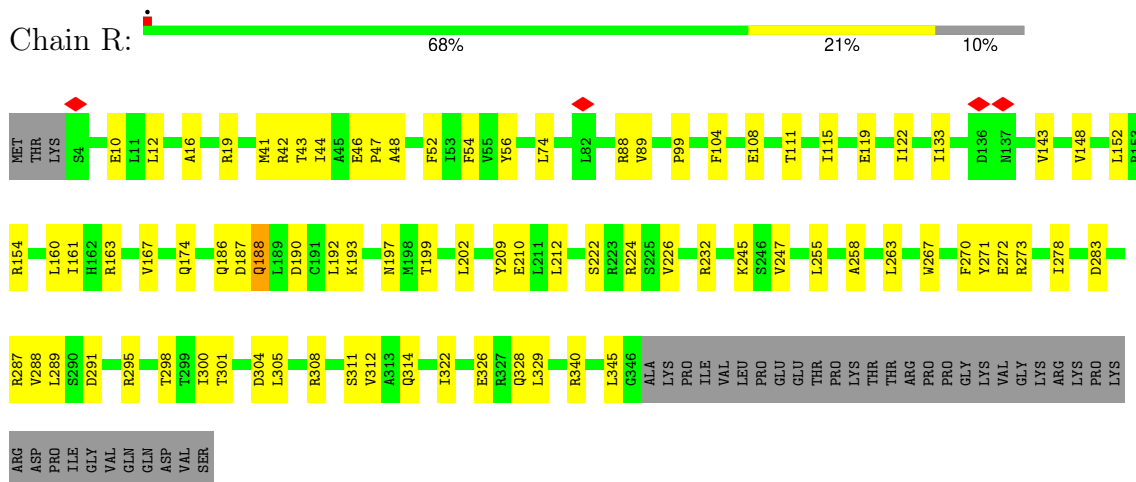 Chain R:
68% 21% 10%
MET THR LYS S4 E10 L11 L12 A16 R19 M41 R42 T43 I44 A45 E46 P47 A48 F52 I53 F54 V55 Y56 L74 L82 R88 V89 P99 F104 E108 T111 I115 E119 I122 I133 D136 N137 V143 V148 L152 R153
R154 L160 I161 H162 R163 V167 Q174 Q186 D187 Q188 L189 D190 C191 L192 K193 N197 M198 T199 L202 Y209 E210 L211 L212 S222 R223 R224 S225 V226 R232 K245 S246 V247 L255 A258 L263 W267 F270 Y271 E272 R273 I278 D283
R287 V288 L289 S290 D291 R295 T298 T299 I300 T301 D304 L305 R308 S311 V312 A313 Q314 I322 E326 R327 Q328 L329 R340 L345 G346 ALA LYS PRO ILE VAL LEU PRO GLU GLU THR PRO LYS THR THR ARG PRO PRO GLY LYS VAL GLY LYS ARG LYS PRO LYS
ARG ASP PRO ILE GLY VAL GLN GLN ASP VAL SER